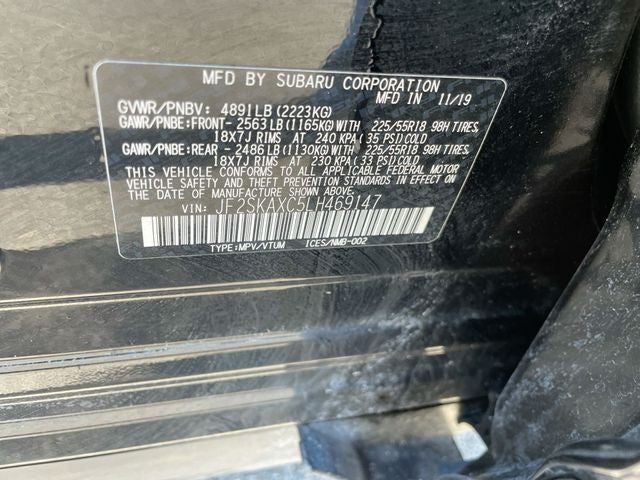 MFD BY SUBARU CORPORATION
MFD IN 11/19
GVWR/PNBV: 4891LB (2223KG)
GAWR/PNBE: FRONT- 2563LB (1165KG) WITH 225/55R18 98H TIRES,
18X7J RIMS AT 240 KPA (35 PSI) COLD
GAWR/PNBE: REAR - 2486LB (1130KG) WITH 225/55R18 98H TIRES,
18X7J RIMS AT 230 KPA (33 PSI) COLD
THIS VEHICLE CONFORMS TO ALL APPLICABLE FEDERAL MOTOR
VEHICLE SAFETY AND BUMPER STANDARDS IN EFFECT ON
THE DATE OF MANUFACTURE SHOWN ABOVE.
VIN: JF2SKAXC5LH469147
TYPE: MPV/VTUM ICES/NMB-002